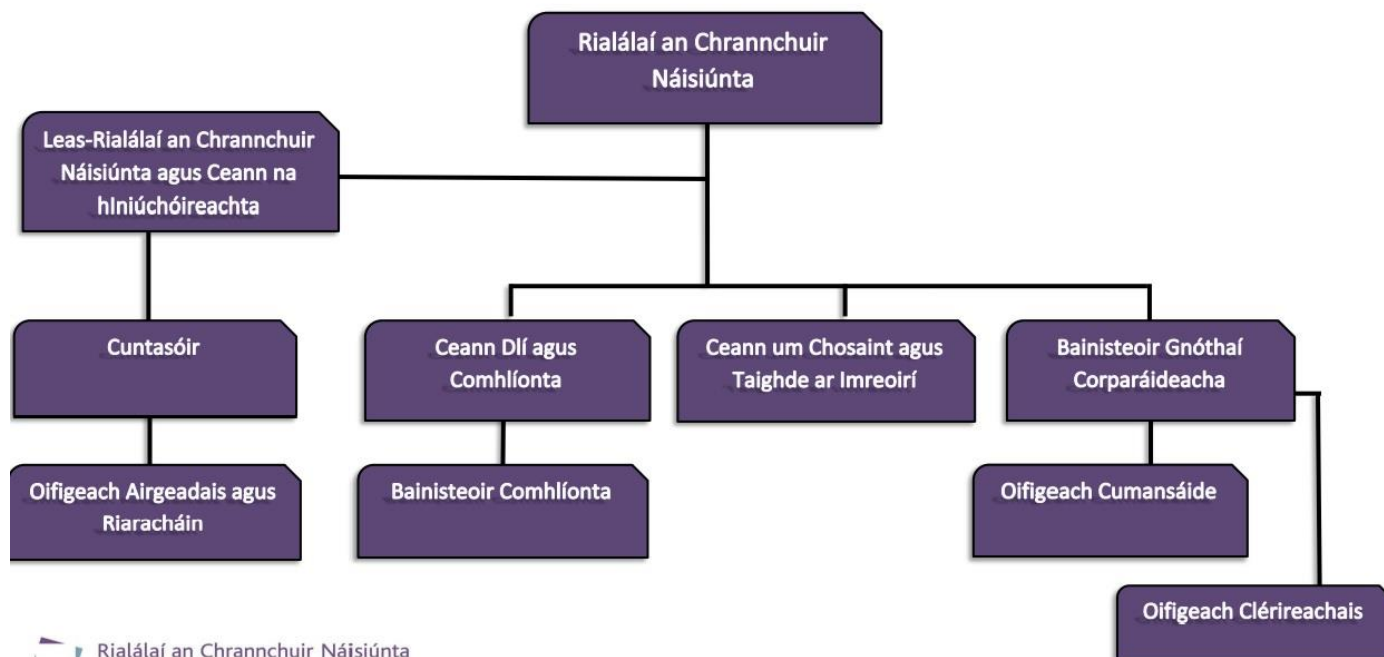 Rialálaí an Chrannchuir
Náisiúnta
Leas-Rialálaí an Chrannchuir
Náisiúnta agus Ceann na
hIniúchóireachta
Cuntasóir
Ceann Dlí agus
Comhlíonta
Ceann um Chosaint agus
Taighde ar Imreoirí
Bainisteoir Gnóthaí
Corparáideacha
Oifigeach Airgeadais agus
Riaracháin
Bainisteoir Comhlíonta
Oifigeach Cumansáide
Oifigeach Clérireachais
Rialálaí an Chrannchuir Náisiúnta